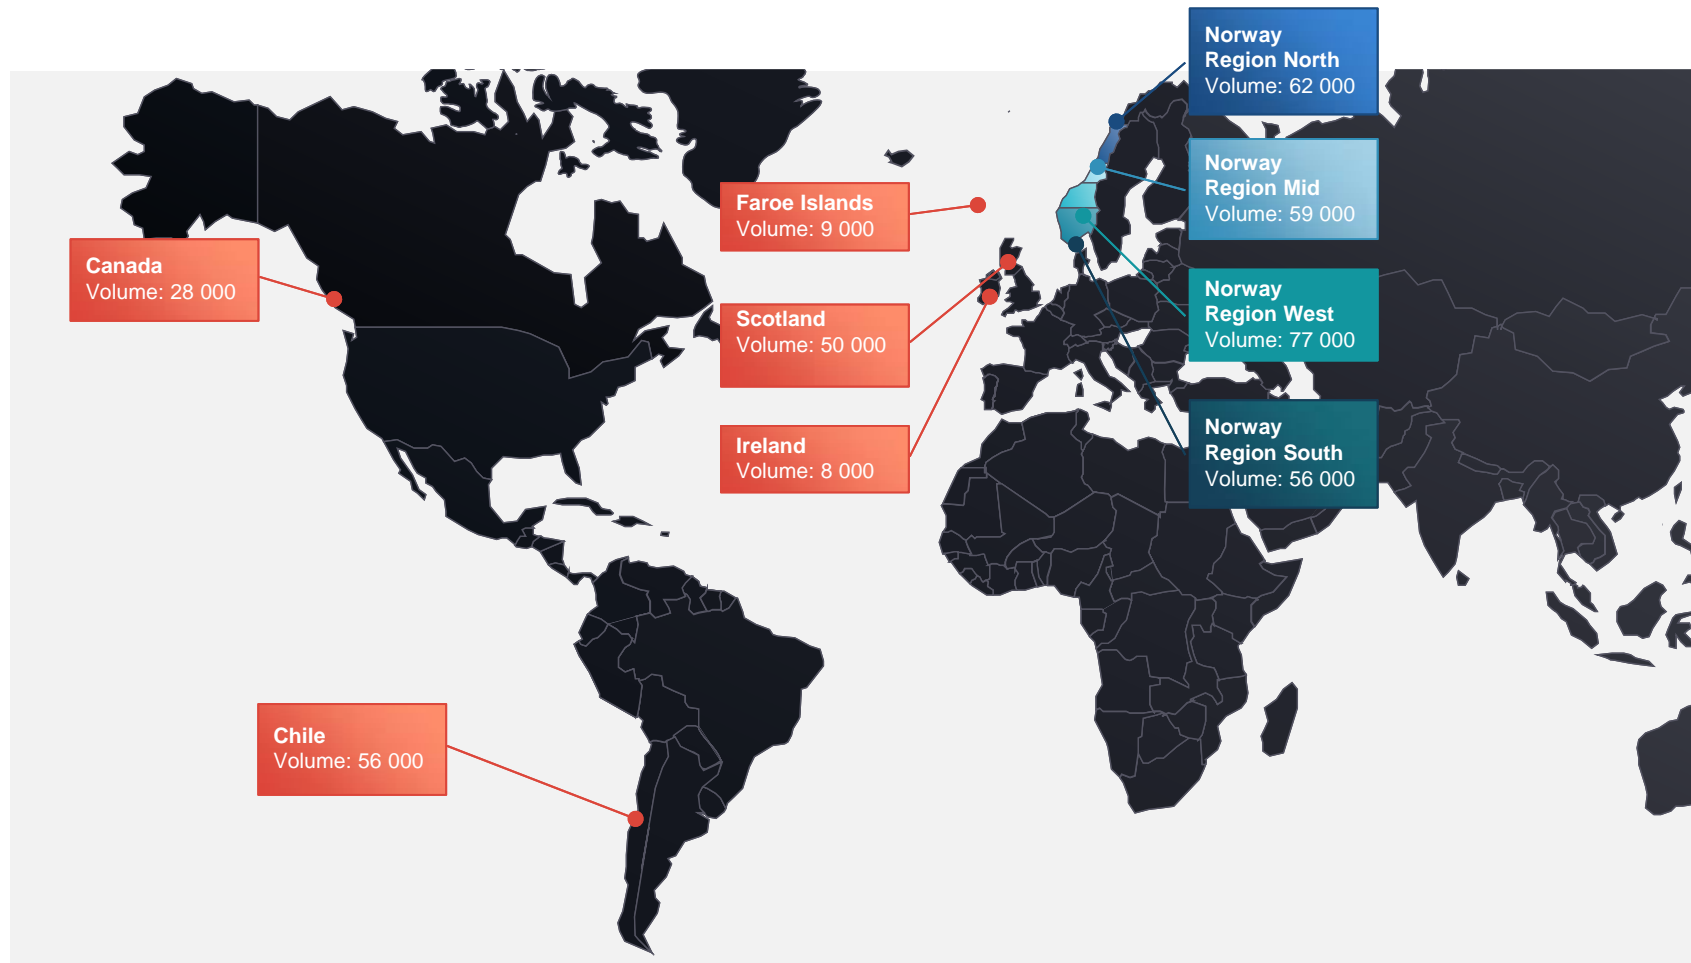 Norway
Region North
Volume: 62 000
Norway
Region Mid
Volume: 59 000
Faroe Islands
Volume: 9 000
Canada
Volume: 28 000
Norway
Region West
Volume: 77 000
Scotland
Volume: 50 000
Norway
Region South
Volume: 56 000
Ireland
Volume: 8 000
Chile
Volume: 56 000